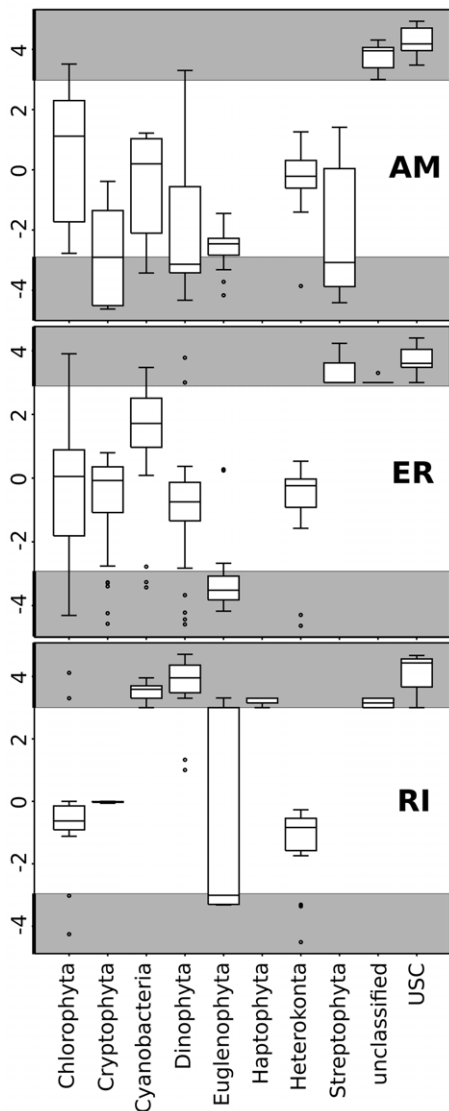 4
2
0
-2
-4
AM
4
2
0
-2
-4
ER
4
2
0
-2
-4
RI
Chlorophyta
Cryptophyta
Cyanobacteria
Dinophyta
Euglenophyta
Haptophyta
Heterokonta
Streptophyta
unclassified
USC